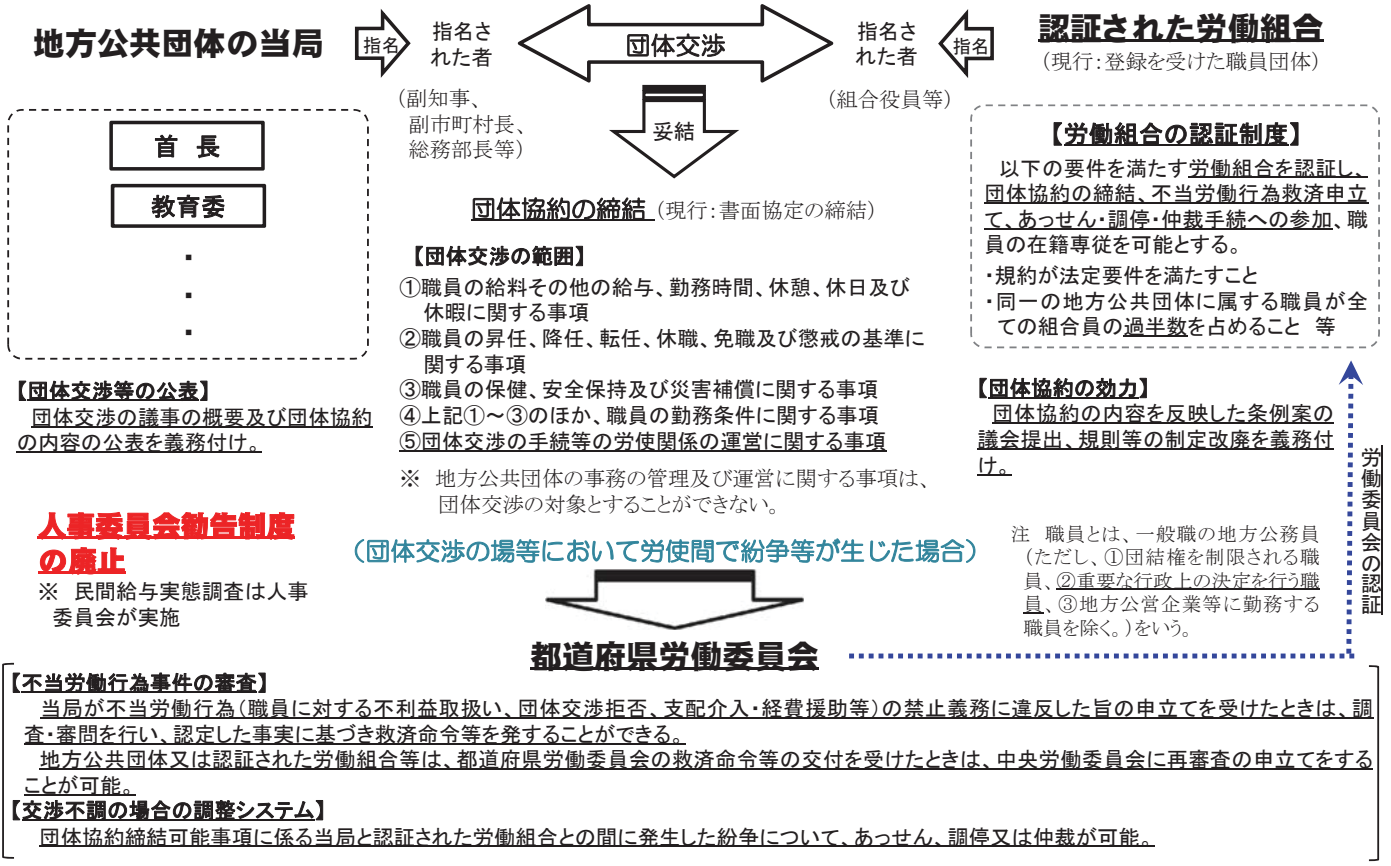 地方公共団体の当局
指名
指名さ
れた者
団体交渉
指名さ
れた者
指名
認証された労働組合
（現行：登録を受けた職員団体）
（副知事、
副市町村長、
総務部長等）
（組合役員等）
首　長
教育委
・
・
・
妥結
団体協約の締結（現行：書面協定の締結）
【団体交渉の範囲】
①職員の給料その他の給与、勤務時間、休憩、休日及び
休暇に関する事項
②職員の昇任、降任、転任、休職、免職及び懲戒の基準に
関する事項
③職員の保健、安全保持及び災害補償に関する事項
④上記①～③のほか、職員の勤務条件に関する事項
⑤団体交渉の手続等の労使関係の運営に関する事項
※　地方公共団体の事務の管理及び運営に関する事項は、
団体交渉の対象とすることができない。
【労働組合の認証制度】
以下の要件を満たす労働組合を認証し、
団体協約の締結、不当労働行為救済申立
て、あっせん・調停・仲裁手続への参加、職
員の在籍専従を可能とする。
・規約が法定要件を満たすこと
・同一の地方公共団体に属する職員が全
ての組合員の過半数を占めること　等
【団体交渉等の公表】
団体交渉の議事の概要及び団体協約
の内容の公表を義務付け。
【団体協約の効力】
団体協約の内容を反映した条例案の
議会提出、規則等の制定改廃を義務付
け。
労働委員会の認証
人事委員会勧告制度
の廃止
※　民間給与実態調査は人事
委員会が実施
（団体交渉の場等において労使間で紛争等が生じた場合）
注　職員とは、一般職の地方公務員
（ただし、①団結権を制限される職
員、②重要な行政上の決定を行う職
員、③地方公営企業等に勤務する
職員を除く。）をいう。
都道府県労働委員会
【不当労働行為事件の審査】
当局が不当労働行為（職員に対する不利益取扱い、団体交渉拒否、支配介入・経費援助等）の禁止義務に違反した旨の申立てを受けたときは、調
査・審問を行い、認定した事実に基づき救済命令等を発することができる。
地方公共団体又は認証された労働組合等は、都道府県労働委員会の救済命令等の交付を受けたときは、中央労働委員会に再審査の申立てをする
ことが可能。
【交渉不調の場合の調整システム】
団体協約締結可能事項に係る当局と認証された労働組合との間に発生した紛争について、あっせん、調停又は仲裁が可能。